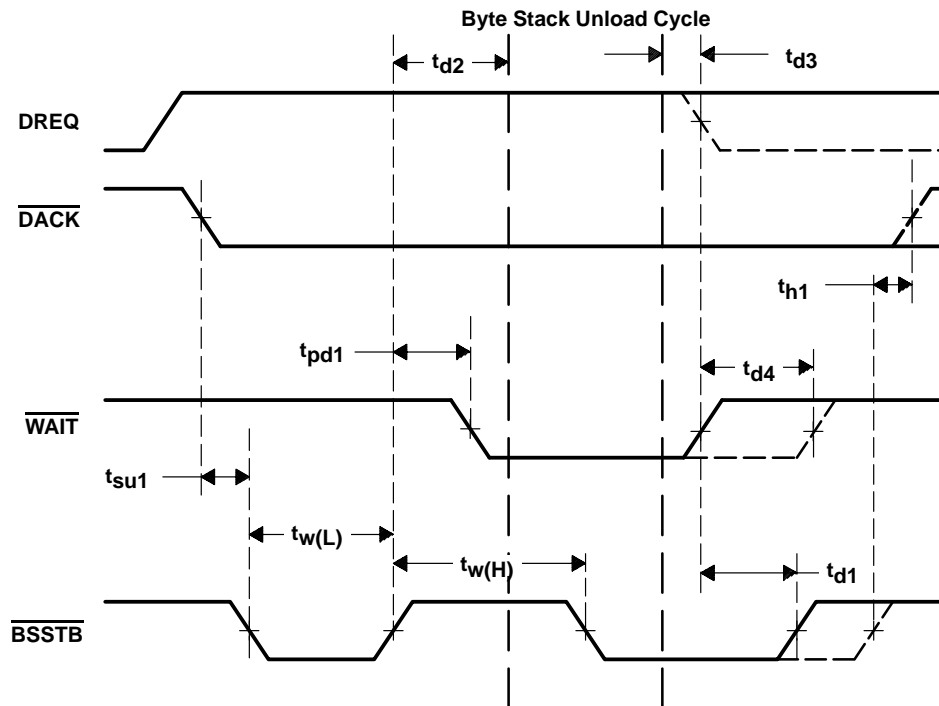 Byte Stack Unload Cycle
td2
td3
DREQ
DACK
th1
tpd1
td4
WAIT
tsu1
tw(L)
tw(H)
td1
BSSTB